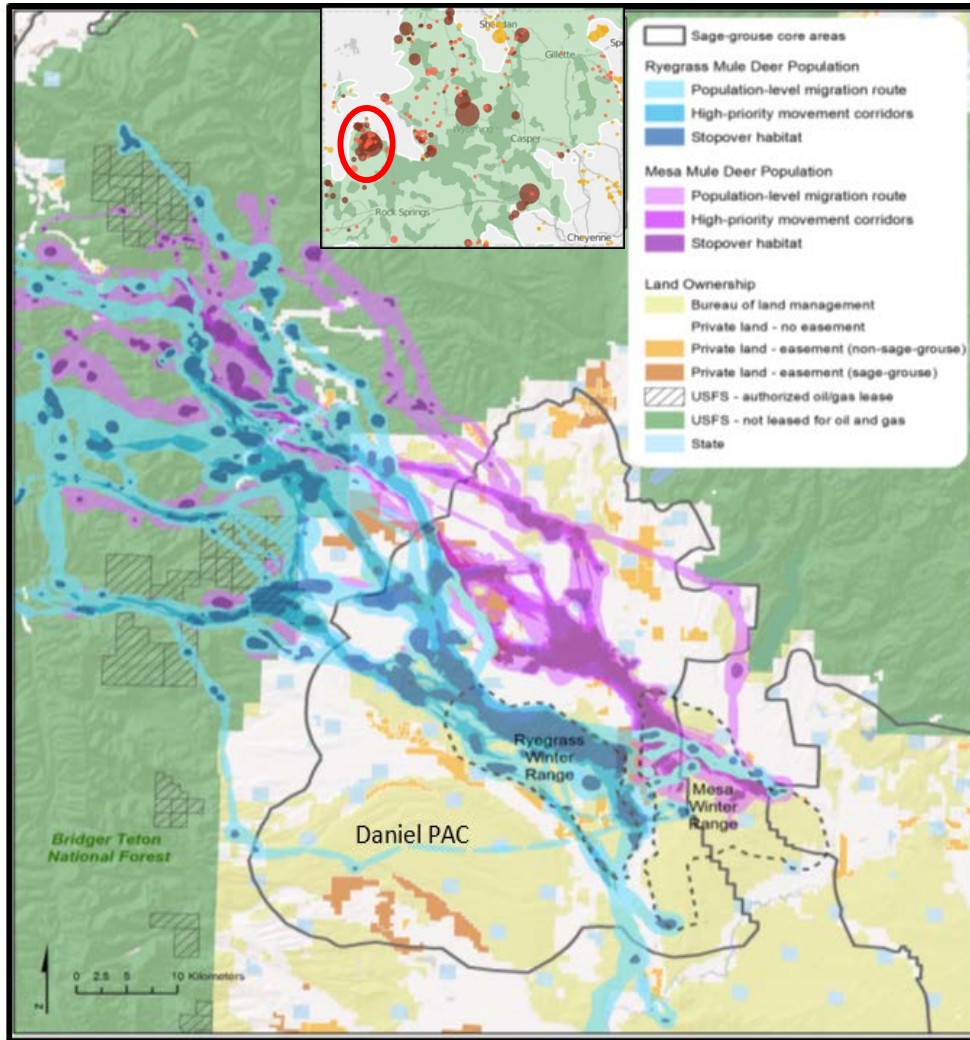 Sheridan
Gillette
Wyoming
Casper
Rock Springs
Cheyenne
Sage-grouse core areas
Ryegrass Mule Deer Population
Population-level migration route
High-priority movement corridors
Stopover habitat
Mesa Mule Deer Population
Population-level migration route
High-priority movement corridors
Stopover habitat
Land Ownership
Bureau of land management
Private land - no easement
Private land - easement (non-sage-grouse)
Private land - easement (sage-grouse)
USFS - authorized oil/gas lease
USFS - not leased for oil and gas
State
Ryegrass
Winter
Range
Mesa
Winter
Range
Daniel PAC
Bridger Teton
National Forest
0 2.5 5 10 Kilometers
N